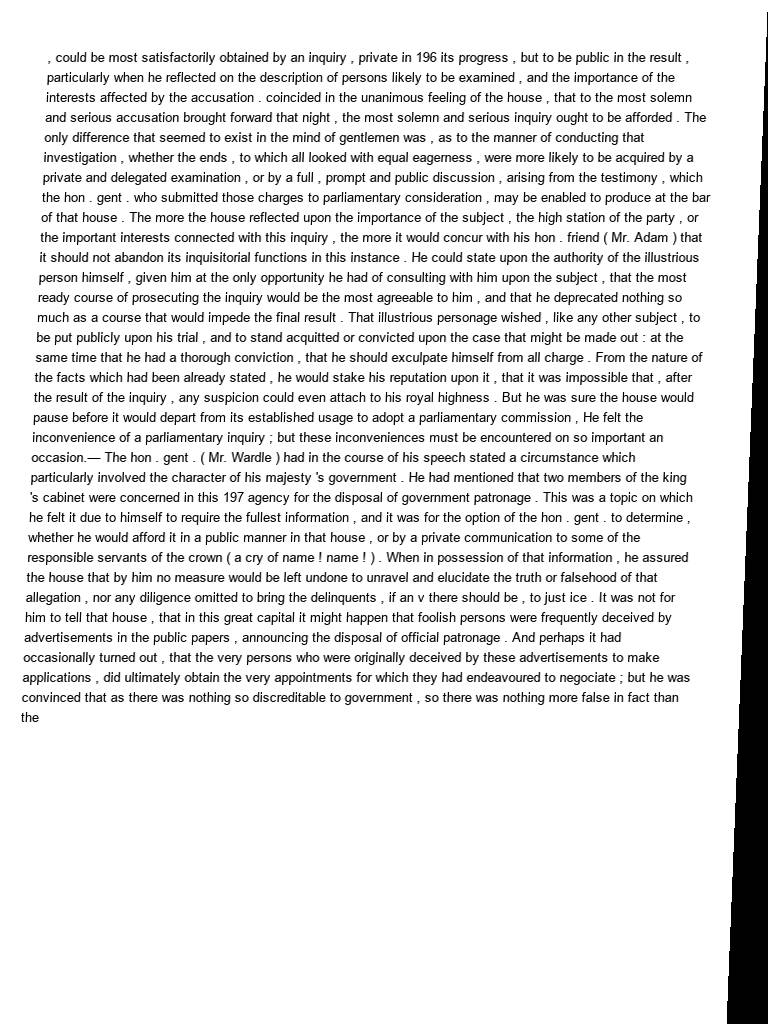 , could be most satisfactorily obtained by an inquiry , private in 196 its progress , but to be public in the result ,
particularly when he reflected on the description of persons likely to be examined , and the importance of the
interests affected by the accusation . coincided in the unanimous feeling of the house , that to the most solemn
and serious accusation brought forward that night , the most solemn and serious inquiry ought to be afforded . The
only difference that seemed to exist in the mind of gentlemen was , as to the manner of conducting that
investigation , whether the ends , to which all looked with equal eagerness , were more likely to be acquired by a
private and delegated examination , or by a full , prompt and public discussion , arising from the testimony , which
the hon . gent . who submitted those charges to parliamentary consideration , may be enabled to produce at the bar
of that house . The more the house reflected upon the importance of the subject , the high station of the party , or
the important interests connected with this inquiry , the more it would concur with his hon . friend ( Mr. Adam ) that
it should not abandon its inquisitorial functions in this instance . He could state upon the authority of the illustrious
person himself , given him at the only opportunity he had of consulting with him upon the subject , that the most
ready course of prosecuting the inquiry would be the most agreeable to him , and that he deprecated nothing so
much as a course that would impede the final result . That illustrious personage wished , like any other subject , to
be put publicly upon his trial , and to stand acquitted or convicted upon the case that might be made out : at the
same time that he had a thorough conviction , that he should exculpate himself from all charge . From the nature of
the facts which had been already stated , he would stake his reputation upon it , that it was impossible that , after
the result of the inquiry , any suspicion could even attach to his royal highness . But he was sure the house would
pause before it would depart from its established usage to adopt a parliamentary commission , He felt the
inconvenience of a parliamentary inquiry ; but these inconveniences must be encountered on so important an
occasion.— The hon . gent . ( Mr. Wardle ) had in the course of his speech stated a circumstance which
particularly involved the character of his majesty 's government . He had mentioned that two members of the king
's cabinet were concerned in this 197 agency for the disposal of government patronage . This was a topic on which
he felt it due to himself to require the fullest information , and it was for the option of the hon . gent . to determine ,
whether he would afford it in a public manner in that house , or by a private communication to some of the
responsible servants of the crown ( a cry of name ! name ! ) . When in possession of that information , he assured
the house that by him no measure would be left undone to unravel and elucidate the truth or falsehood of that
allegation , nor any diligence omitted to bring the delinquents , if an v there should be , to just ice . It was not for
him to tell that house , that in this great capital it might happen that foolish persons were frequently deceived by
advertisements in the public papers , announcing the disposal of official patronage . And perhaps it had
occasionally turned out , that the very persons who were originally deceived by these advertisements to make
applications , did ultimately obtain the very appointments for which they had endeavoured to negociate ; but he was
convinced that as there was nothing so discreditable to government , so there was nothing more false in fact than
the